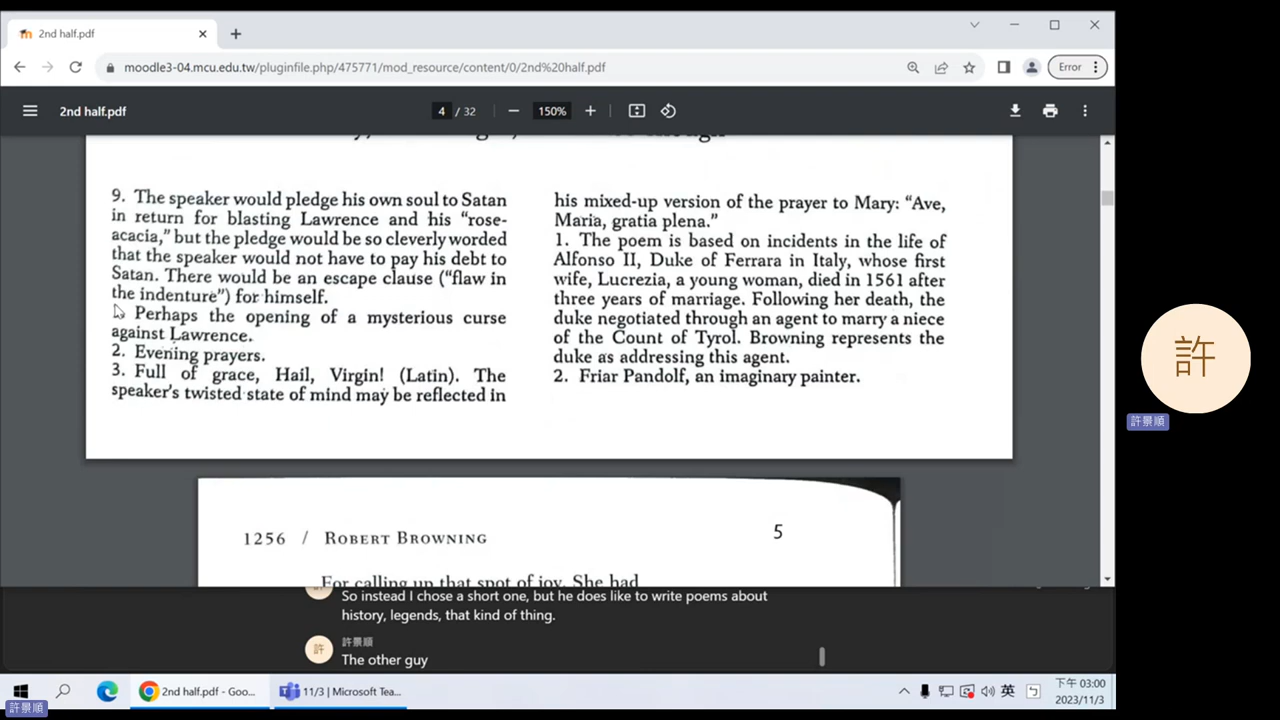 2nd half.pdf
moodle3-04.mcu.edu.tw/pluginfile.php/475771/mod_resource/content/0/2nd%20half.pdf
Error
2nd half.pdf
4 / 32
150%
9. The speaker would pledge his own soul to Satan
in return for blasting Lawrence and his “rose-
acacia,” but the pledge would be so cleverly worded
that the speaker would not have to pay his debt to
Satan. There would be an escape clause (“flaw in
the indenture”) for himself.
Perhaps the opening of a mysterious curse
against Lawrence.
2. Evening prayers.
3. Full of grace, Hail, Virgin! (Latin). The
speaker's twisted state of mind may be reflected in
his mixed-up version of the prayer to Mary: “Ave,
Maria, gratia plena.”
1. The poem is based on incidents in the life of
Alfonso II, Duke of Ferrara in Italy, whose first
wife, Lucrezia, a young woman, died in 1561 after
three years of marriage. Following her death, the
duke negotiated through an agent to marry a niece
of the Count of Tyrol. Browning represents the
duke as addressing this agent.
2. Friar Pandolf, an imaginary painter.
1256 / ROBERT BROWNING
5
For calling up that spot of joy. She had
So instead I chose a short one, but he does like to write poems about
history, legends, that kind of thing.
許
許景順
The other guy
許
許景順
2nd half.pdf - Goo...
11/3 | Microsoft Tea...
英
下午 03:00
2023/11/3
許景順